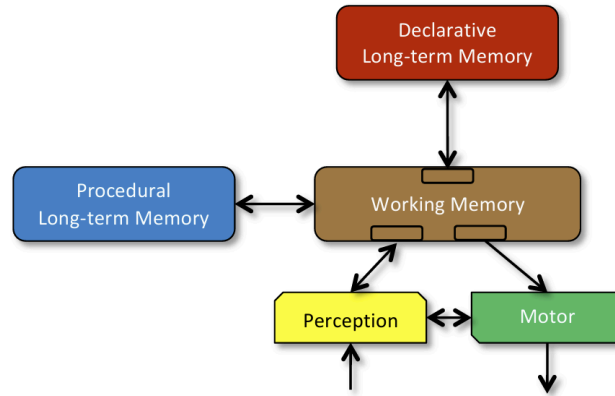 Declarative
Long-term Memory
Procedural
Long-term Memory
Working Memory
Perception
Motor